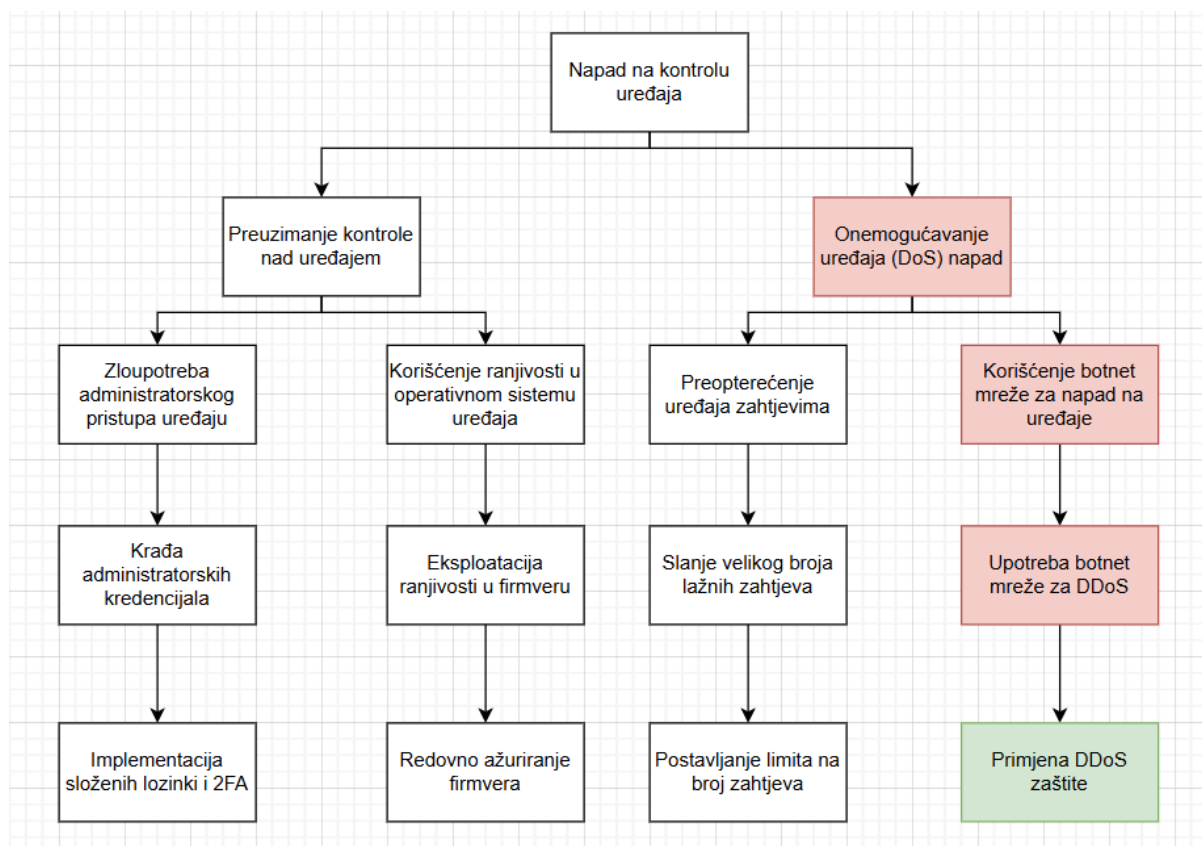 Napad na kontrolu
uređaja
Preuzimanje kontrole
nad uređajem
Onemogućavanje
uređaja (DoS) napad
Zloupotreba
administratorskog
pristupa uređaju
Korišćenje ranjivosti u
operativnom sistemu
uređaja
Preopterećenje
uređaja zahtjevima
Korišćenje botnet
mreže za napad na
uređaje
Krađa
administratorskih
kredencijala
Eksploatacija
ranjivosti u firmveru
Slanje velikog broja
lažnih zahtjeva
Upotreba botnet
mreže za DDoS
Implementacija
složenih lozinki i 2FA
Redovno ažuriranje
firmvera
Postavljanje limita na
broj zahtjeva
Primjena DDoS
zaštite